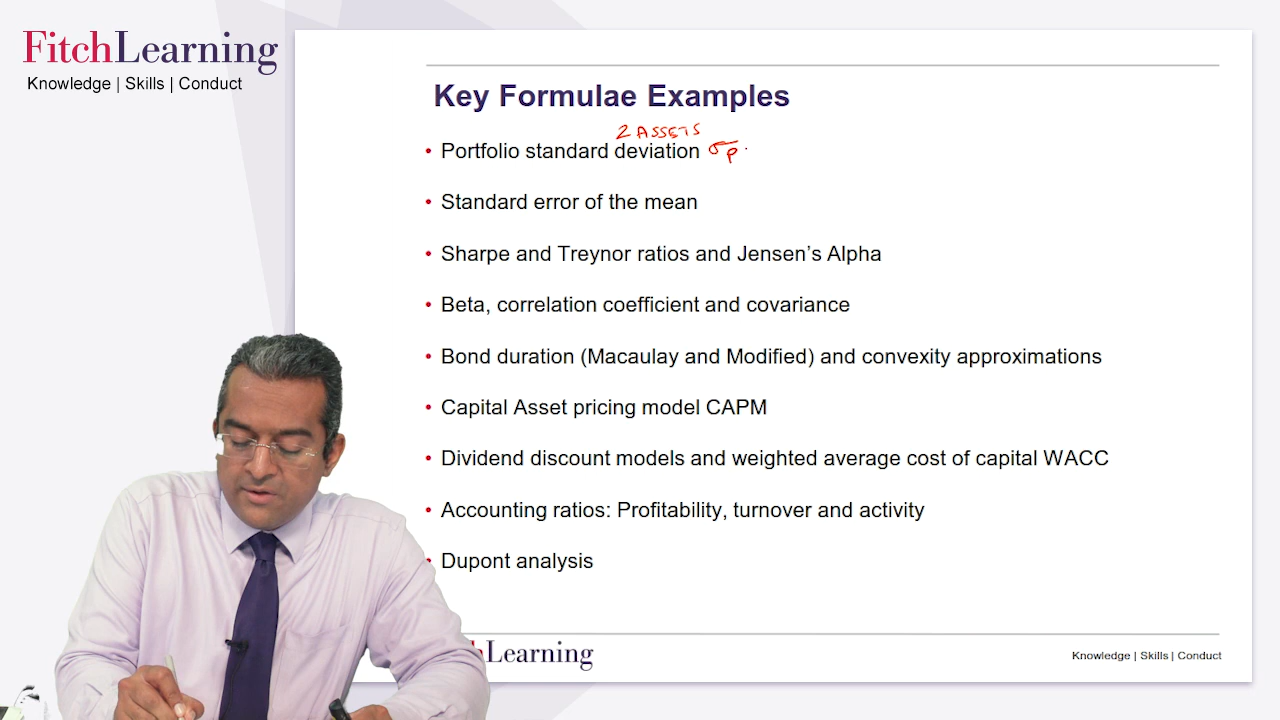 FitchLearning
Knowledge | Skills | Conduct
Key Formulae Examples
2 ASSETS
• Portfolio standard deviation σp
• Standard error of the mean
• Sharpe and Treynor ratios and Jensen's Alpha
• Beta, correlation coefficient and covariance
• Bond duration (Macaulay and Modified) and convexity approximations
• Capital Asset pricing model CAPM
• Dividend discount models and weighted average cost of capital WACC
• Accounting ratios: Profitability, turnover and activity
• Dupont analysis
hLearning
Knowledge | Skills | Conduct